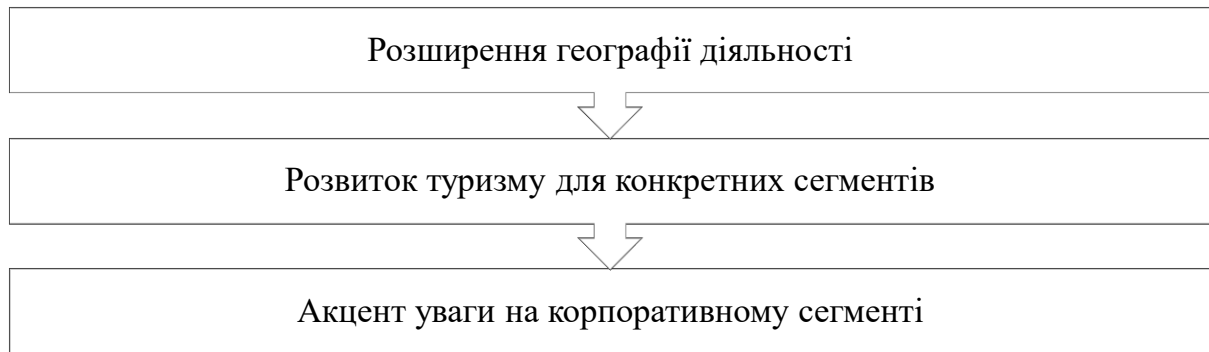 Розширення географії діяльності
Розвиток туризму для конкретних сегментів
Акцент уваги на корпоративному сегменті